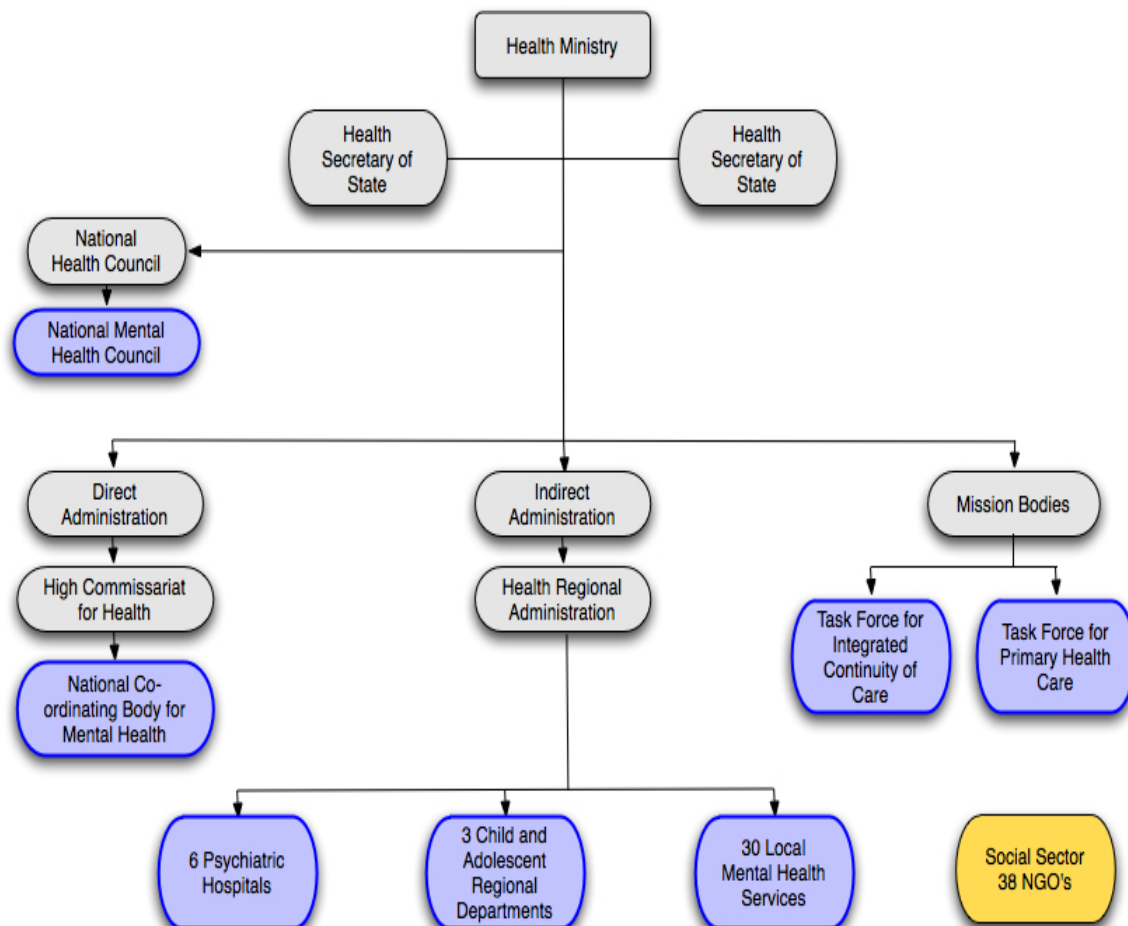 Health Ministry
Health
Secretary of
State
Health
Secretary of
State
National
Health Council
National Mental
Health Council
Direct
Administration
Indirect
Administration
Mission Bodies
High Commissariat
for Health
Health Regional
Administration
Task Force for
Integrated
Continuity of
Care
Task Force for
Primary Health
Care
National Co-
ordinating Body for
Mental Health
6 Psychiatric
Hospitals
3 Child and
Adolescent
Regional
Departments
30 Local
Mental Health
Services
Social Sector
38 NGO's